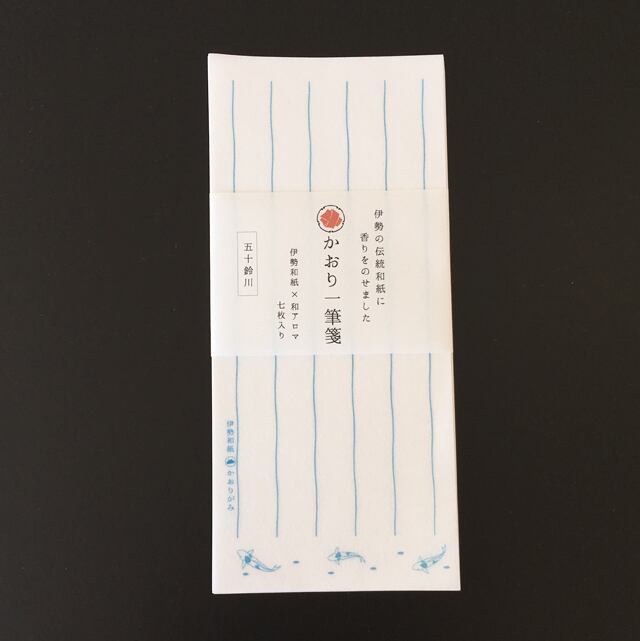 伊勢の伝統和紙に
香りをのせました
かおり一筆箋
伊勢和紙×和アロマ
七枚入り
五十鈴川
伊勢和紙 かおりがみ